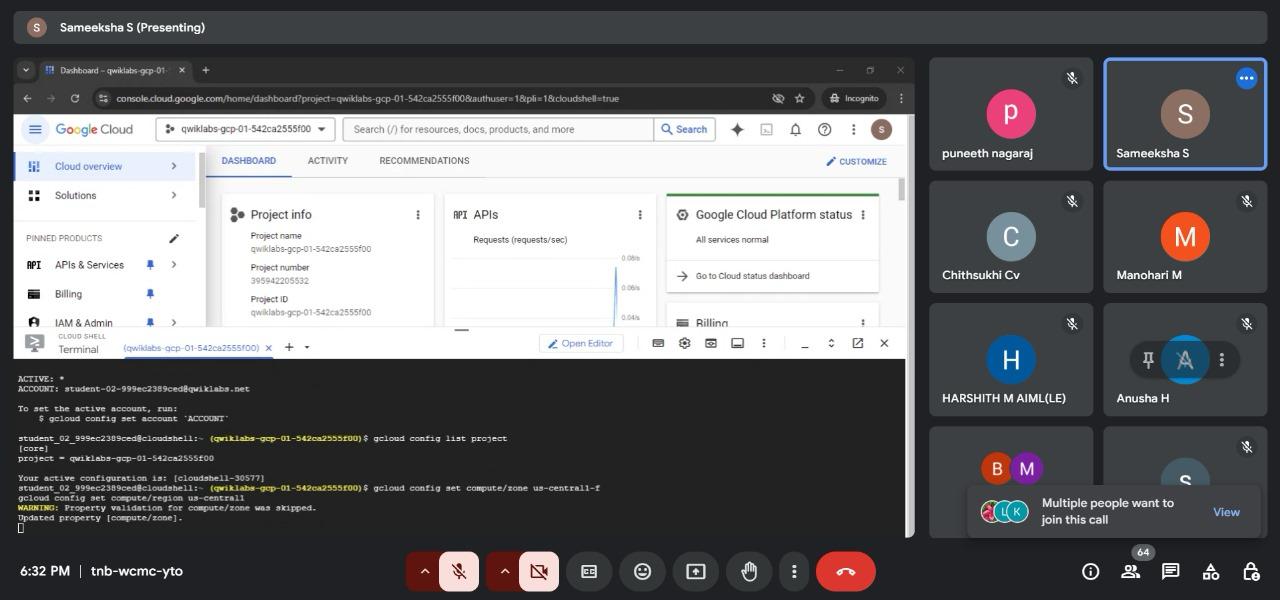 S
Sameeksha S (Presenting)
Dashboard – qwiklabs-gcp-01-
console.cloud.google.com/home/dashboard?project=qwiklabs-gcp-01-542ca2555f00&authuser=1&pli=1&cloudshell=true
Incognito
Google Cloud
qwiklabs-gcp-01-542ca2555f00
Search (/) for resources, docs, products, and more
Search
S
Cloud overview
Solutions
PINNED PRODUCTS
API
APIs & Services
Billing
IAM & Admin
DASHBOARD
ACTIVITY
RECOMMENDATIONS
CUSTOMIZE
Project info
Project name
qwiklabs-gcp-01-542ca2555f00
Project number
395942205532
Project ID
qwiklabs-gcp-01-542ca2555f00
API APIs
Requests (requests/sec)
0.08/s
0.06/s
0.04/s
Google Cloud Platform status
All services normal
Go to Cloud status dashboard
Billing
CLOUD SHELL
Terminal
(qwiklabs-gcp-01-542ca2555f00)
Open Editor
ACTIVE: *
ACCOUNT: student-02-999ec2389ced@qwiklabs.net
To set the active account, run:
$ gcloud config set account `ACCOUNT`
student_02_999ec2389ced@cloudshell:~ (qwiklabs-gcp-01-542ca2555f00)$ gcloud config list project
[core]
project = qwiklabs-gcp-01-542ca2555f00
Your active configuration is: [cloudshell-30577]
student_02_999ec2389ced@cloudshell:~ (qwiklabs-gcp-01-542ca2555f00)$ gcloud config set compute/zone us-central1-f
gcloud config set compute/region us-central1
WARNING: Property validation for compute/zone was skipped.
Updated property [compute/zone].
p
puneeth nagaraj
S
Sameeksha S
C
Chithsukhi Cv
M
Manohari M
H
HARSHITH M AIML(LE)
A
Anusha H
B
M
S
L
K
Multiple people want to
join this call
View
6:32 PM | tnb-wcmc-yto
64